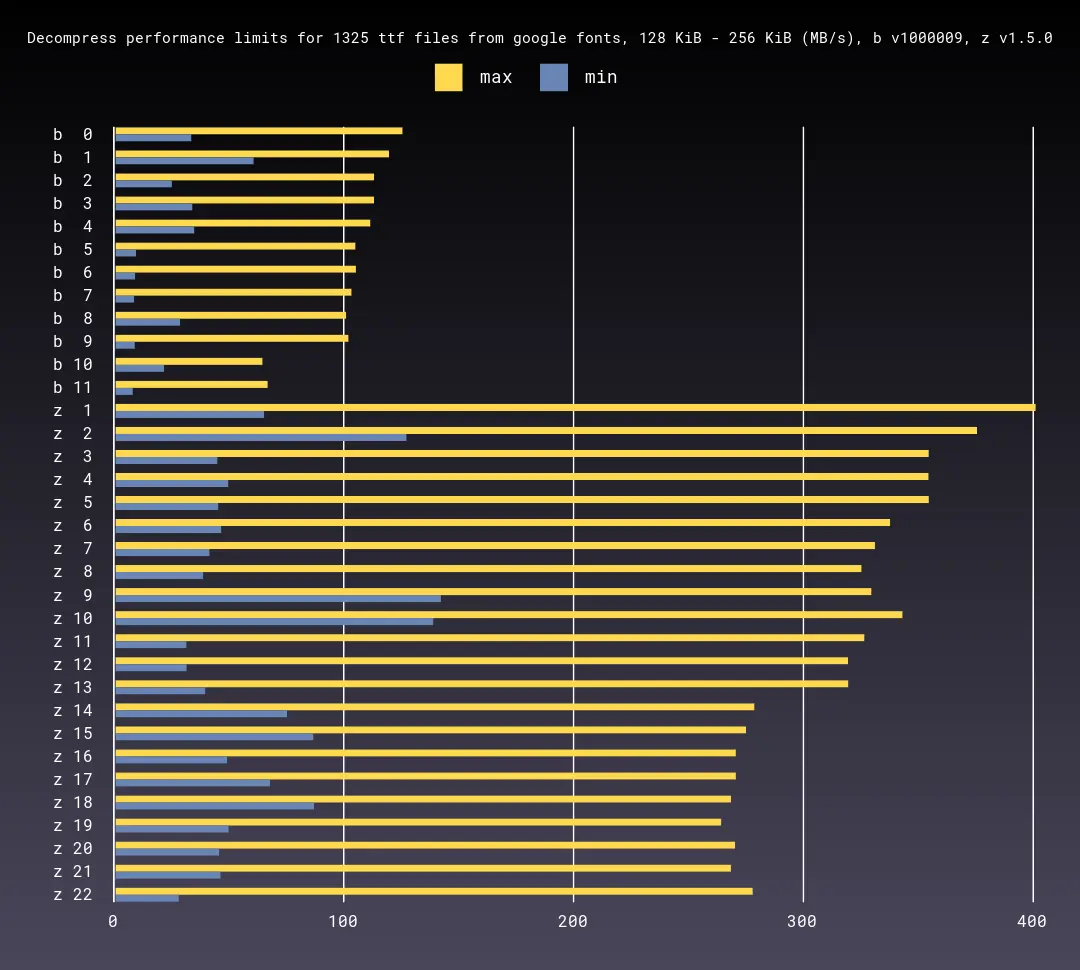 Decompress performance limits for 1325 ttf files from google fonts, 128 KiB - 256 KiB (MB/s), b v1000009, z v1.5.0
max min
b 0
b 1
b 2
b 3
b 4
b 5
b 6
b 7
b 8
b 9
b 10
b 11
z 1
z 2
z 3
z 4
z 5
z 6
z 7
z 8
z 9
z 10
z 11
z 12
z 13
z 14
z 15
z 16
z 17
z 18
z 19
z 20
z 21
z 22
0 100 200 300 400